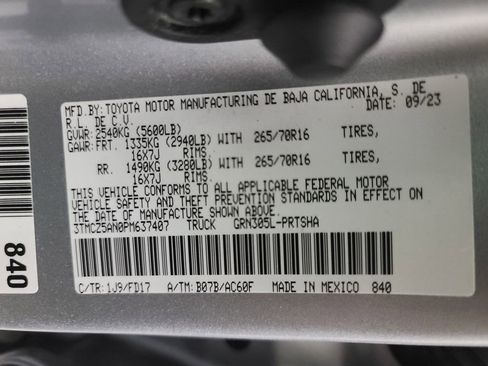 MFD.BY:TOYOTA MOTOR MANUFACTURING DE BAJA CALIFORNIA, S. DE
R.L. DE C.V. DATE: 09/23
GVWR:2540KG (5600LB)
GAWR:FRT. 1335KG (2940LB) WITH 265/70R16 TIRES,
16X7J RIMS
RR. 1490KG (3280LB) WITH 265/70R16 TIRES,
16X7J RIMS.
THIS VEHICLE CONFORMS TO ALL APPLICABLE FEDERAL MOTOR
VEHICLE SAFETY AND THEFT PREVENTION STANDARDS IN EFFECT ON
THE DATE OF MANUFACTURE SHOWN ABOVE.
3TMCZ5AN0PM637407 TRUCK GRN305L-PRTSHA
C/TR:1J9/FD17 A/TM:B07B/AC60F MADE IN MEXICO 840
840